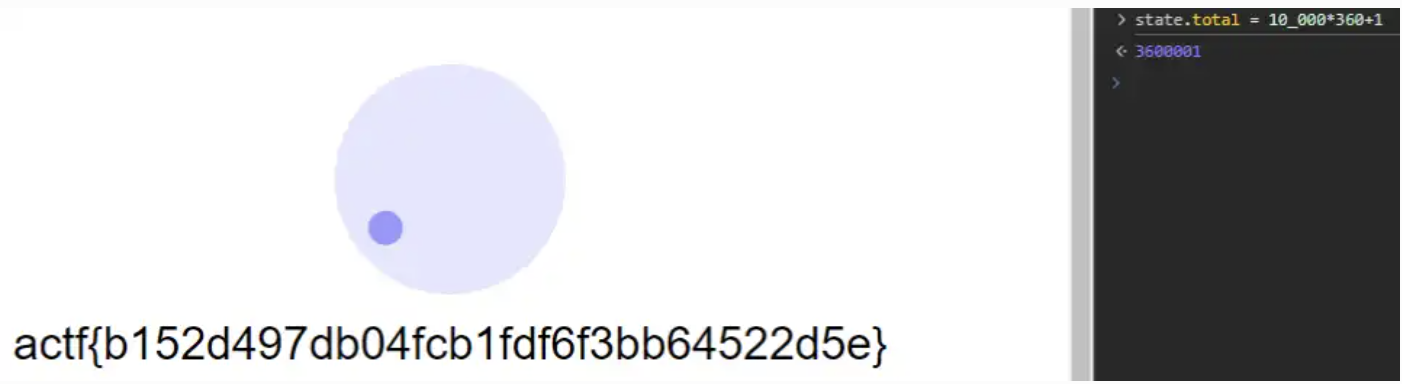 > state.total = 10_000*360+1
<· 3600001
>
actf{b152d497db04fcb1fdf6f3bb64522d5e}